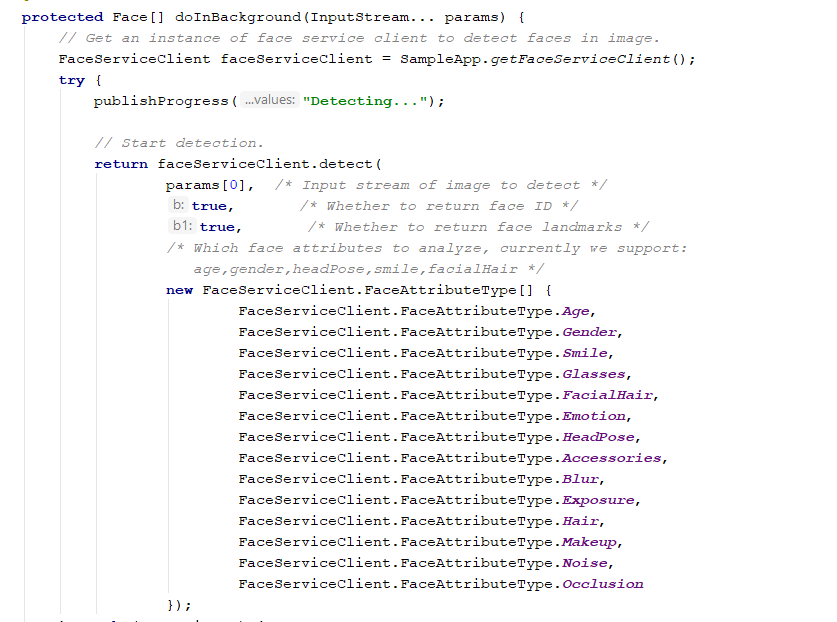 protected Face[] doInBackground(InputStream... params) {
// Get an instance of face service client to detect faces in image.
FaceServiceClient faceServiceClient = SampleApp.getFaceServiceClient();
try {
publishProgress( ...values: "Detecting...");
// Start detection.
return faceServiceClient.detect(
params[0], /* Input stream of image to detect */
b: true, /* Whether to return face ID */
b1: true, /* Whether to return face landmarks */
/* Which face attributes to analyze, currently we support:
age,gender,headPose,smile,facialHair */
new FaceServiceClient.FaceAttributeType[] {
FaceServiceClient.FaceAttributeType.Age,
FaceServiceClient.FaceAttributeType.Gender,
FaceServiceClient.FaceAttributeType.Smile,
FaceServiceClient.FaceAttributeType.Glasses,
FaceServiceClient.FaceAttributeType.FacialHair,
FaceServiceClient.FaceAttributeType.Emotion,
FaceServiceClient.FaceAttributeType.HeadPose,
FaceServiceClient.FaceAttributeType.Accessories,
FaceServiceClient.FaceAttributeType.Blur,
FaceServiceClient.FaceAttributeType.Exposure,
FaceServiceClient.FaceAttributeType.Hair,
FaceServiceClient.FaceAttributeType.Makeup,
FaceServiceClient.FaceAttributeType.Noise,
FaceServiceClient.FaceAttributeType.Occlusion
});